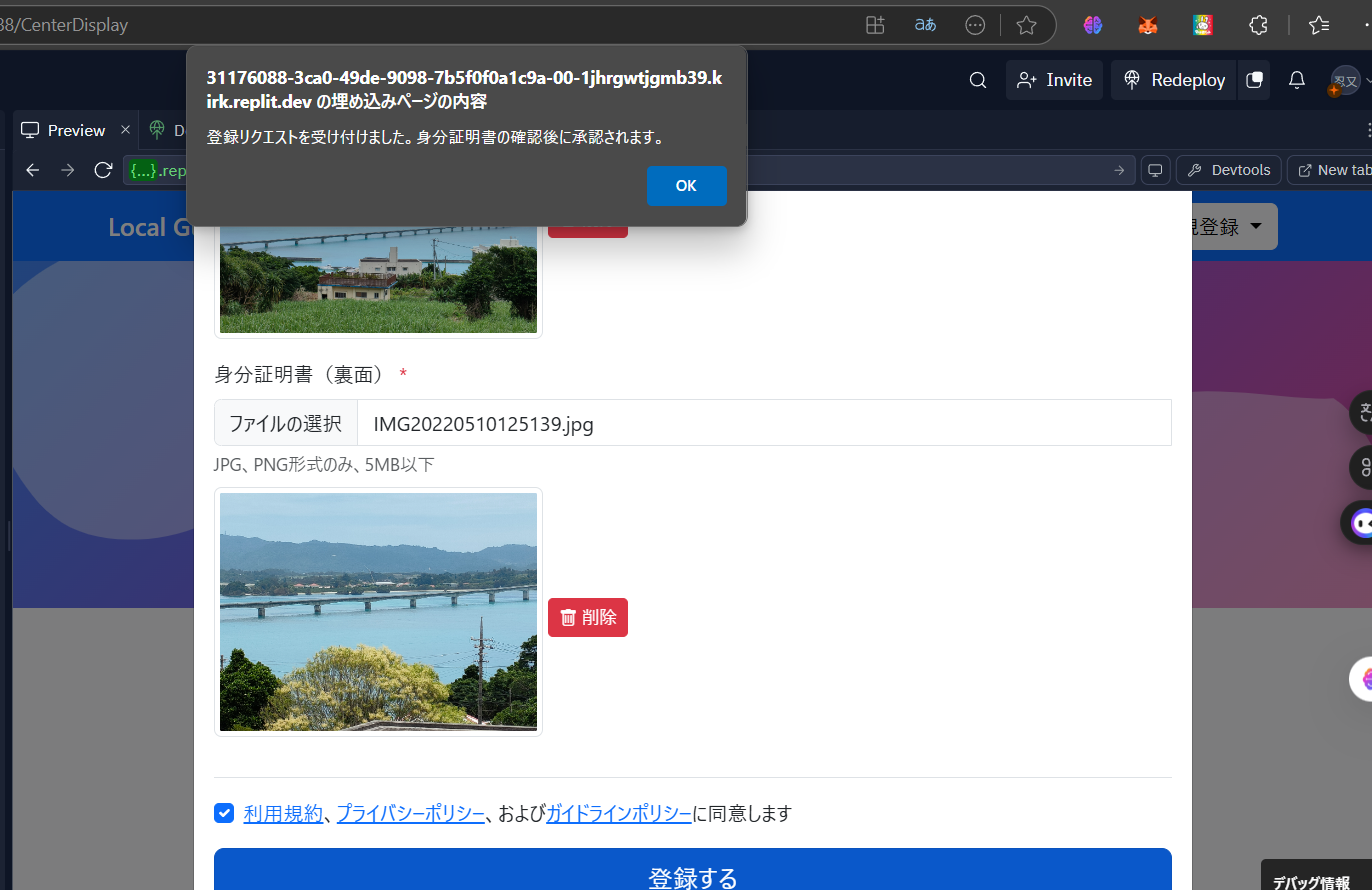 38/CenterDisplay
aあ
31176088-3ca0-49de-9098-7b5f0f0a1c9a-00-1jhrgwtjgmb39.k
irk.replit.dev の埋め込みページの内容
登録リクエストを受け付けました。身分証明書の確認後に承認されます。
OK
Invite
Redeploy
忍又
Preview
D
{...}.rep
Devtools
New tab
Local G
登録
身分証明書（裏面） *
ファイルの選択 IMG20220510125139.jpg
JPG、PNG形式のみ、5MB以下
削除
利用規約、プライバシーポリシー、およびガイドラインポリシーに同意します
登録する
デバッグ情報